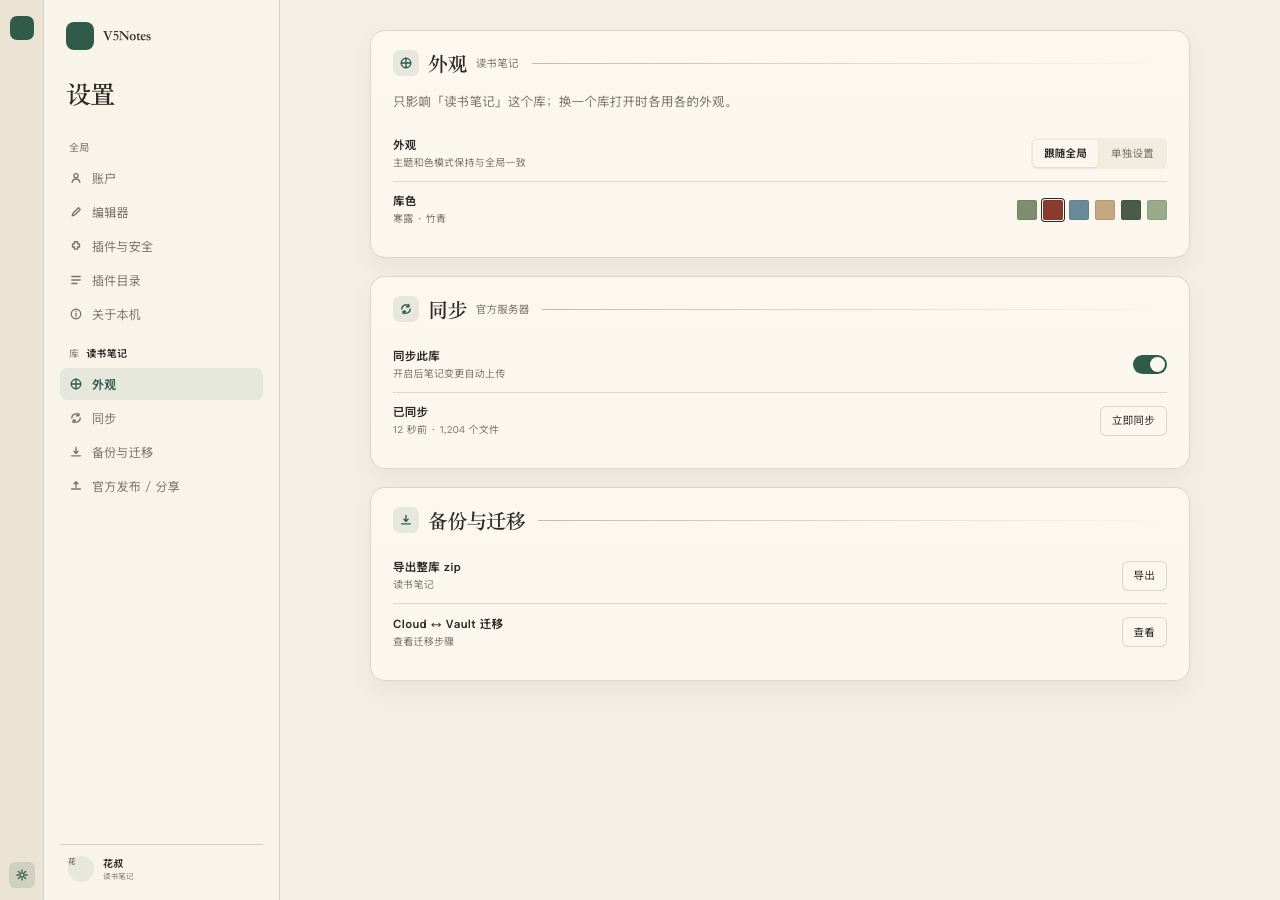 V5Notes
设置
全局
账户
编辑器
插件与安全
插件目录
关于本机
库 读书笔记
外观
同步
备份与迁移
官方发布 / 分享
花
花叔
读书笔记
外观 读书笔记
只影响「读书笔记」这个库；换一个库打开时各用各的外观。
外观
主题和色模式保持与全局一致
跟随全局 单独设置
库色
寒露 · 竹青
同步 官方服务器
同步此库
开启后笔记变更自动上传
已同步
12 秒前 · 1,204 个文件
立即同步
备份与迁移
导出整库 zip
读书笔记
导出
Cloud ↔ Vault 迁移
查看迁移步骤
查看